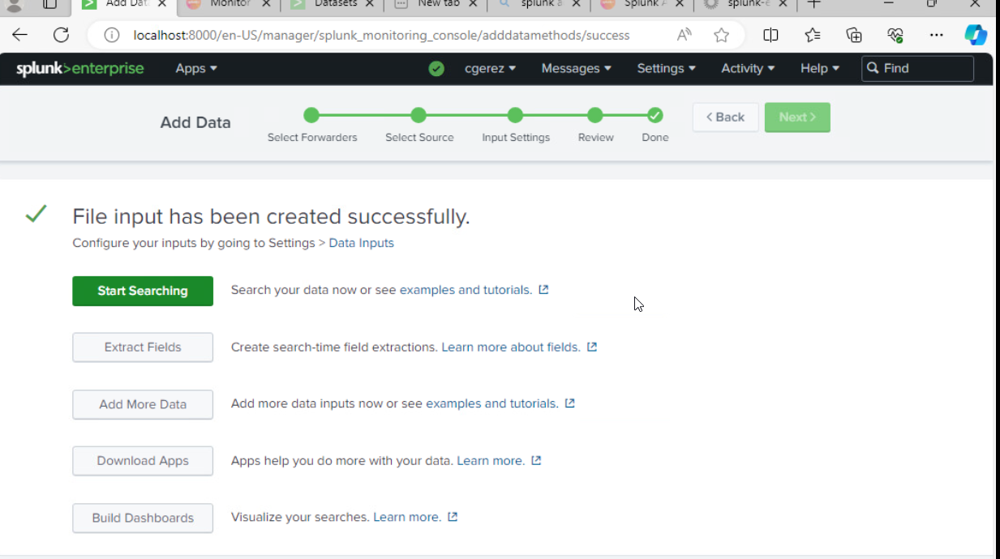 Add Dat
Monitor
Datasets
New tab
splunk a
Splunk A
splunk-e
localhost:8000/en-US/manager/splunk_monitoring_console/adddatamethods/success
splunk>enterprise Apps cgerez Messages Settings Activity Help Find
Add Data
Select Forwarders Select Source Input Settings Review Done
< Back Next >
File input has been created successfully.
Configure your inputs by going to Settings > Data Inputs
Start Searching Search your data now or see examples and tutorials.
Extract Fields Create search-time field extractions. Learn more about fields.
Add More Data Add more data inputs now or see examples and tutorials.
Download Apps Apps help you do more with your data. Learn more.
Build Dashboards Visualize your searches. Learn more.